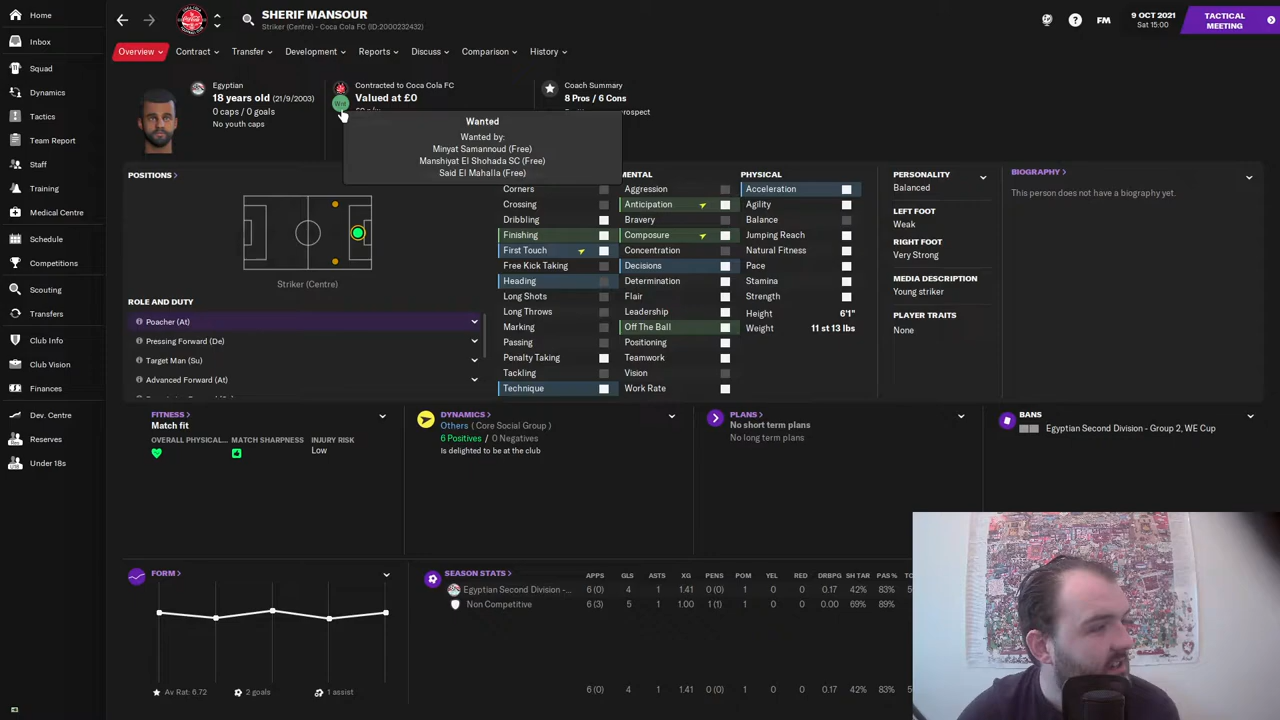 Home
Inbox
Squad
Dynamics
Tactics
Team Report
Staff
Training
Medical Centre
Schedule
Competitions
Scouting
Transfers
Club Info
Club Vision
Finances
Dev. Centre
Reserves
Under 18s
SHERIF MANSOUR
Striker (Centre) - Coca Cola FC (ID:2000232432)
FM
9 OCT 2021
Sat 15:00
TACTICAL MEETING
Overview Contract Transfer Development Reports Discuss Comparison History
Egyptian
18 years old (21/9/2003)
0 caps / 0 goals
No youth caps
Contracted to Coca Cola FC
Valued at £0
Wnt
Coach Summary
8 Pros / 6 Cons
Wanted
Wanted by:
Minyat Samannoud (Free)
Manshiyat El Shohada SC (Free)
Said El Mahalla (Free)
POSITIONS
Striker (Centre)
ROLE AND DUTY
Poacher (At)
Pressing Forward (De)
Target Man (Su)
Advanced Forward (At)
Corners
Crossing
Dribbling
Finishing
First Touch
Free Kick Taking
Heading
Long Shots
Long Throws
Marking
Passing
Penalty Taking
Tackling
Technique
MENTAL
Aggression
Anticipation
Bravery
Composure
Concentration
Decisions
Determination
Flair
Leadership
Off The Ball
Positioning
Teamwork
Vision
Work Rate
PHYSICAL
Acceleration
Agility
Balance
Jumping Reach
Natural Fitness
Pace
Stamina
Strength
Height 6'1"
Weight 11 st 13 lbs
PERSONALITY
Balanced
LEFT FOOT
Weak
RIGHT FOOT
Very Strong
MEDIA DESCRIPTION
Young striker
PLAYER TRAITS
None
BIOGRAPHY
This person does not have a biography yet.
FITNESS
Match fit
OVERALL PHYSICAL... MATCH SHARPNESS INJURY RISK
Low
DYNAMICS
Others ( Core Social Group )
6 Positives / 0 Negatives
Is delighted to be at the club
PLANS
No short term plans
No long term plans
BANS
Egyptian Second Division - Group 2, WE Cup
FORM
Av Rat: 6.72 2 goals 1 assist
SEASON STATS APPS GLS ASTS XG PENS POM YEL RED DRBPG SH TAR PAS%
Egyptian Second Division -... 6 (0) 4 1 1.41 0 (0) 1 0 0 0.17 42% 83%
Non Competitive 6 (3) 5 1 1.00 1 (1) 1 0 0 0.00 69% 89%
6 (0) 4 1 1.41 0 (0) 1 0 0 0.17 42% 83%